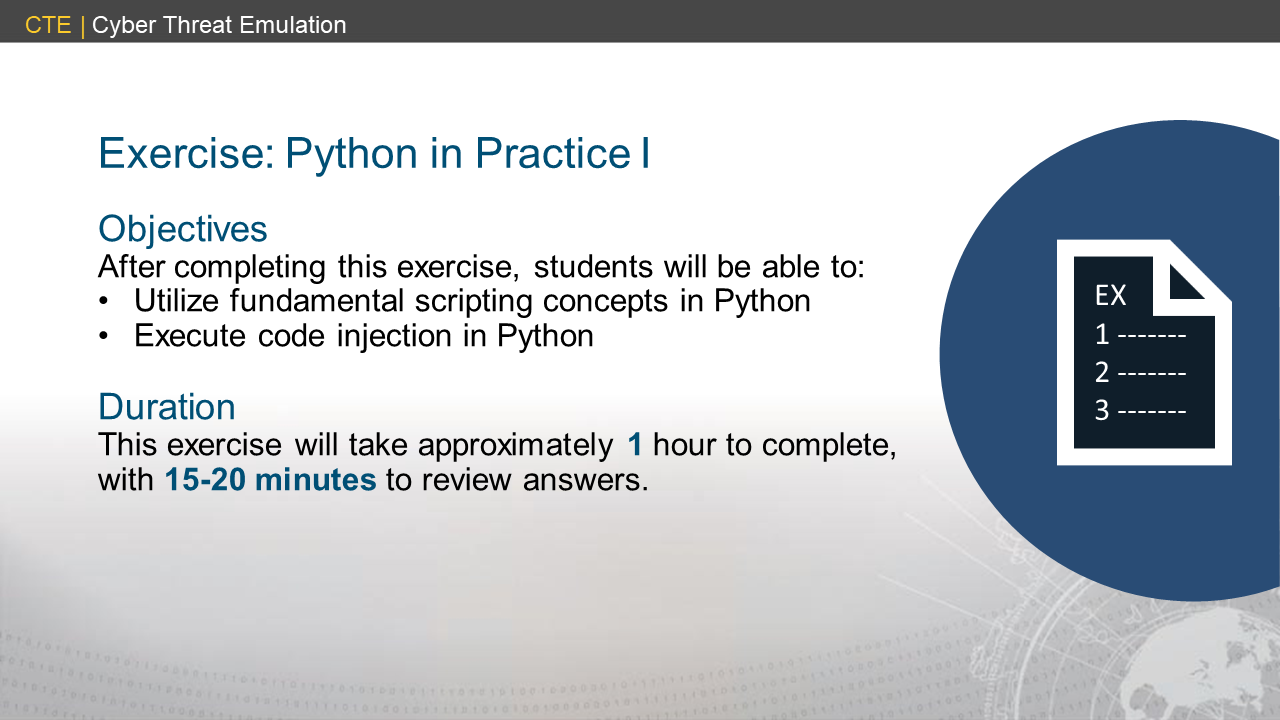 CTE | Cyber Threat Emulation
Exercise: Python in Practice I
Objectives
After completing this exercise, students will be able to:
• Utilize fundamental scripting concepts in Python
• Execute code injection in Python
Duration
This exercise will take approximately 1 hour to complete,
with 15-20 minutes to review answers.
EX
1 -------
2 -------
3 -------